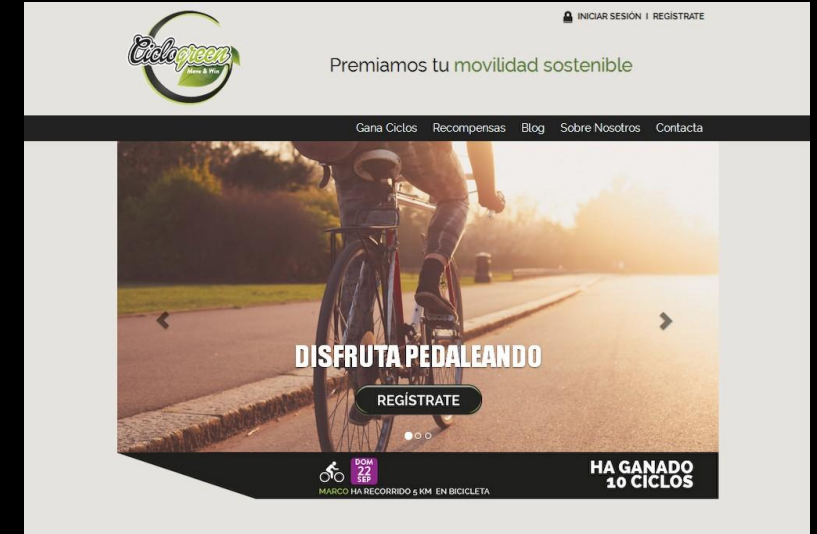 INICIAR SESIÓN | REGÍSTRATE
Ciclogreen
Move & Win
Premiamos tu movilidad sostenible
Gana Ciclos Recompensas Blog Sobre Nosotros Contacta
DISFRUTA PEDALEANDO
REGÍSTRATE
DOM
22
SEP
MARCO HA RECORRIDO 5 KM EN BICICLETA
HA GANADO
10 CICLOS